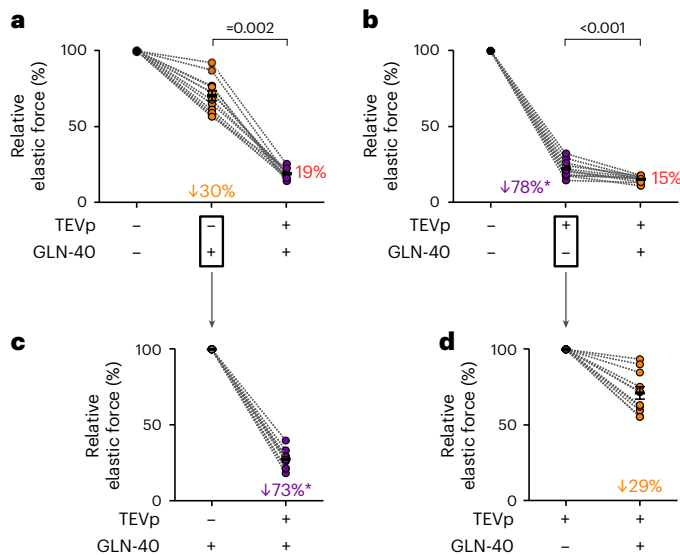 a
=0.002
Relative
elastic force (%)
100
50
0
↓30%
19%
TEVp – – +
GLN-40 – + +
b
<0.001
Relative
elastic force (%)
100
50
0
↓78%*
15%
TEVp – + +
GLN-40 – – +
c
Relative
elastic force (%)
100
50
0
↓73%*
TEVp – +
GLN-40 + +
d
Relative
elastic force (%)
100
50
0
↓29%
TEVp + +
GLN-40 – +